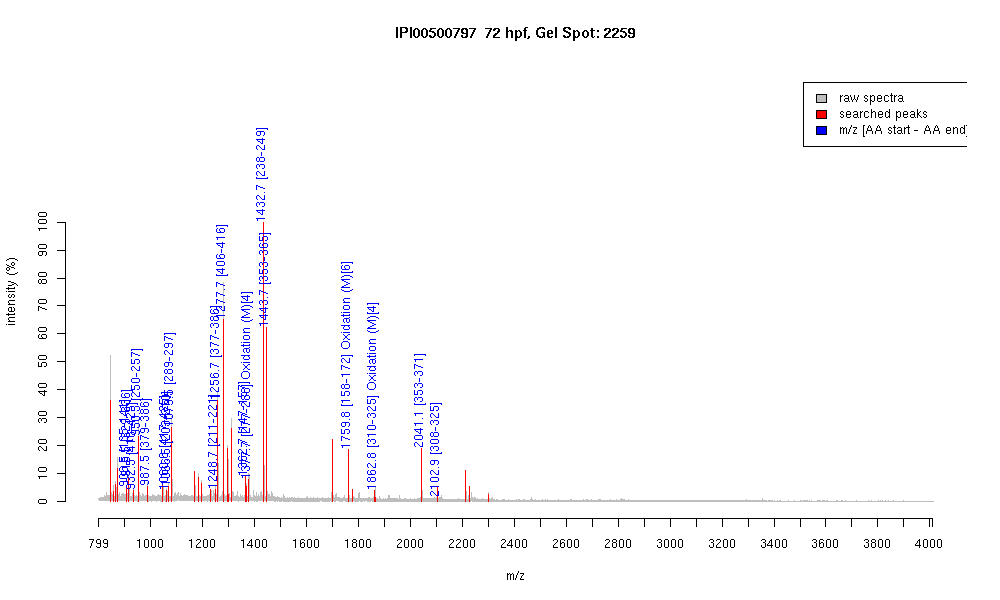 IPI00500797 72 hpf, Gel Spot: 2259
raw spectra
searched peaks
m/z [AA start - AA end]
intensity (%)
100
90
80
70
60
50
40
30
20
10
0
987.5 [379-386]
[250-257]
[289-297]
1248.7 [211-221]
1256.7 [377-386]
1277.7 [406-416]
1377.7 [277-288] Oxidation (M)[4]
1432.7 [238-249]
1443.7 [353-365]
1759.8 [158-172] Oxidation (M)[6]
1862.8 [310-325] Oxidation (M)[4]
2041.1 [353-371]
2102.9 [308-325]
799 1000 1200 1400 1600 1800 2000 2200 2400 2600 2800 3000 3200 3400 3600 3800 4000
m/z